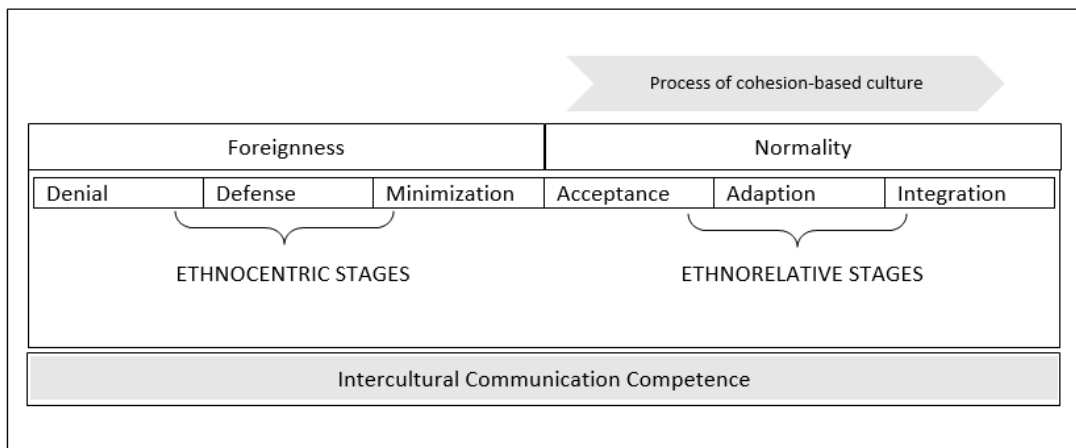 Process of cohesion-based culture
Foreignness Normality
Denial Defense Minimization Acceptance Adaption Integration
ETHNOCENTRIC STAGES ETHNORELATIVE STAGES
Intercultural Communication Competence